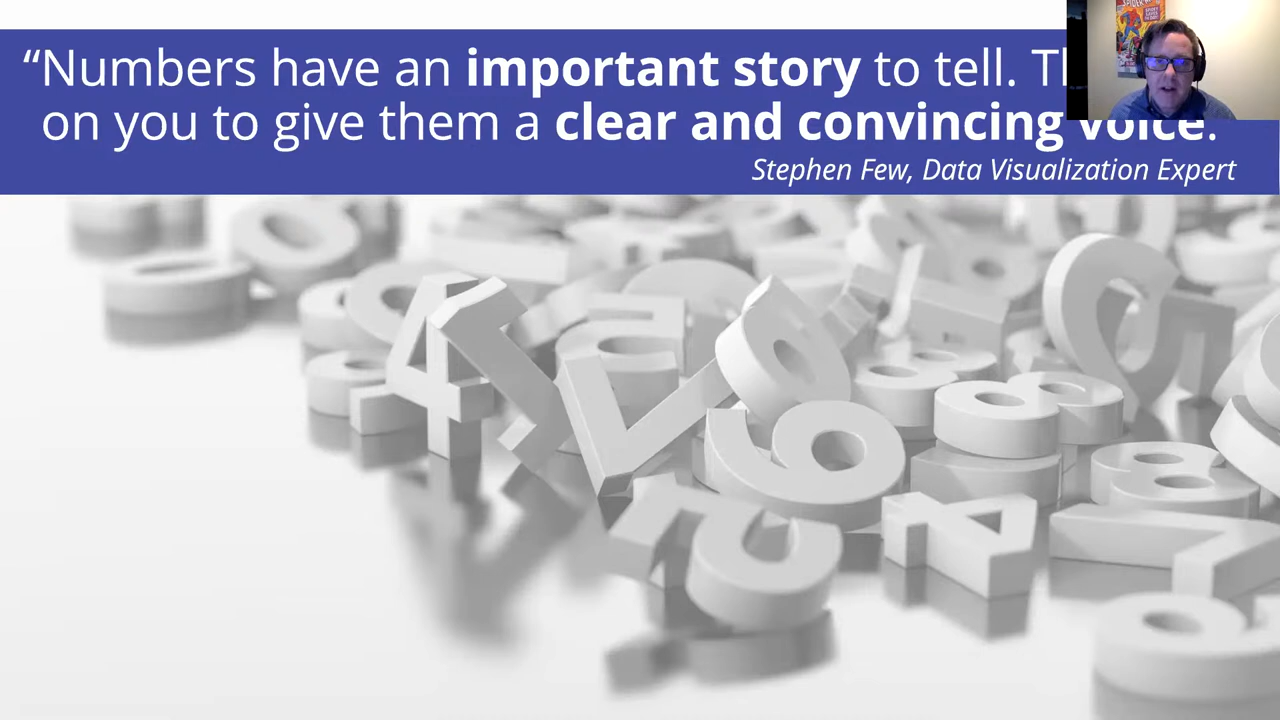 “Numbers have an important story to tell.
on you to give them a clear and convincing voice.
Stephen Few, Data Visualization Expert